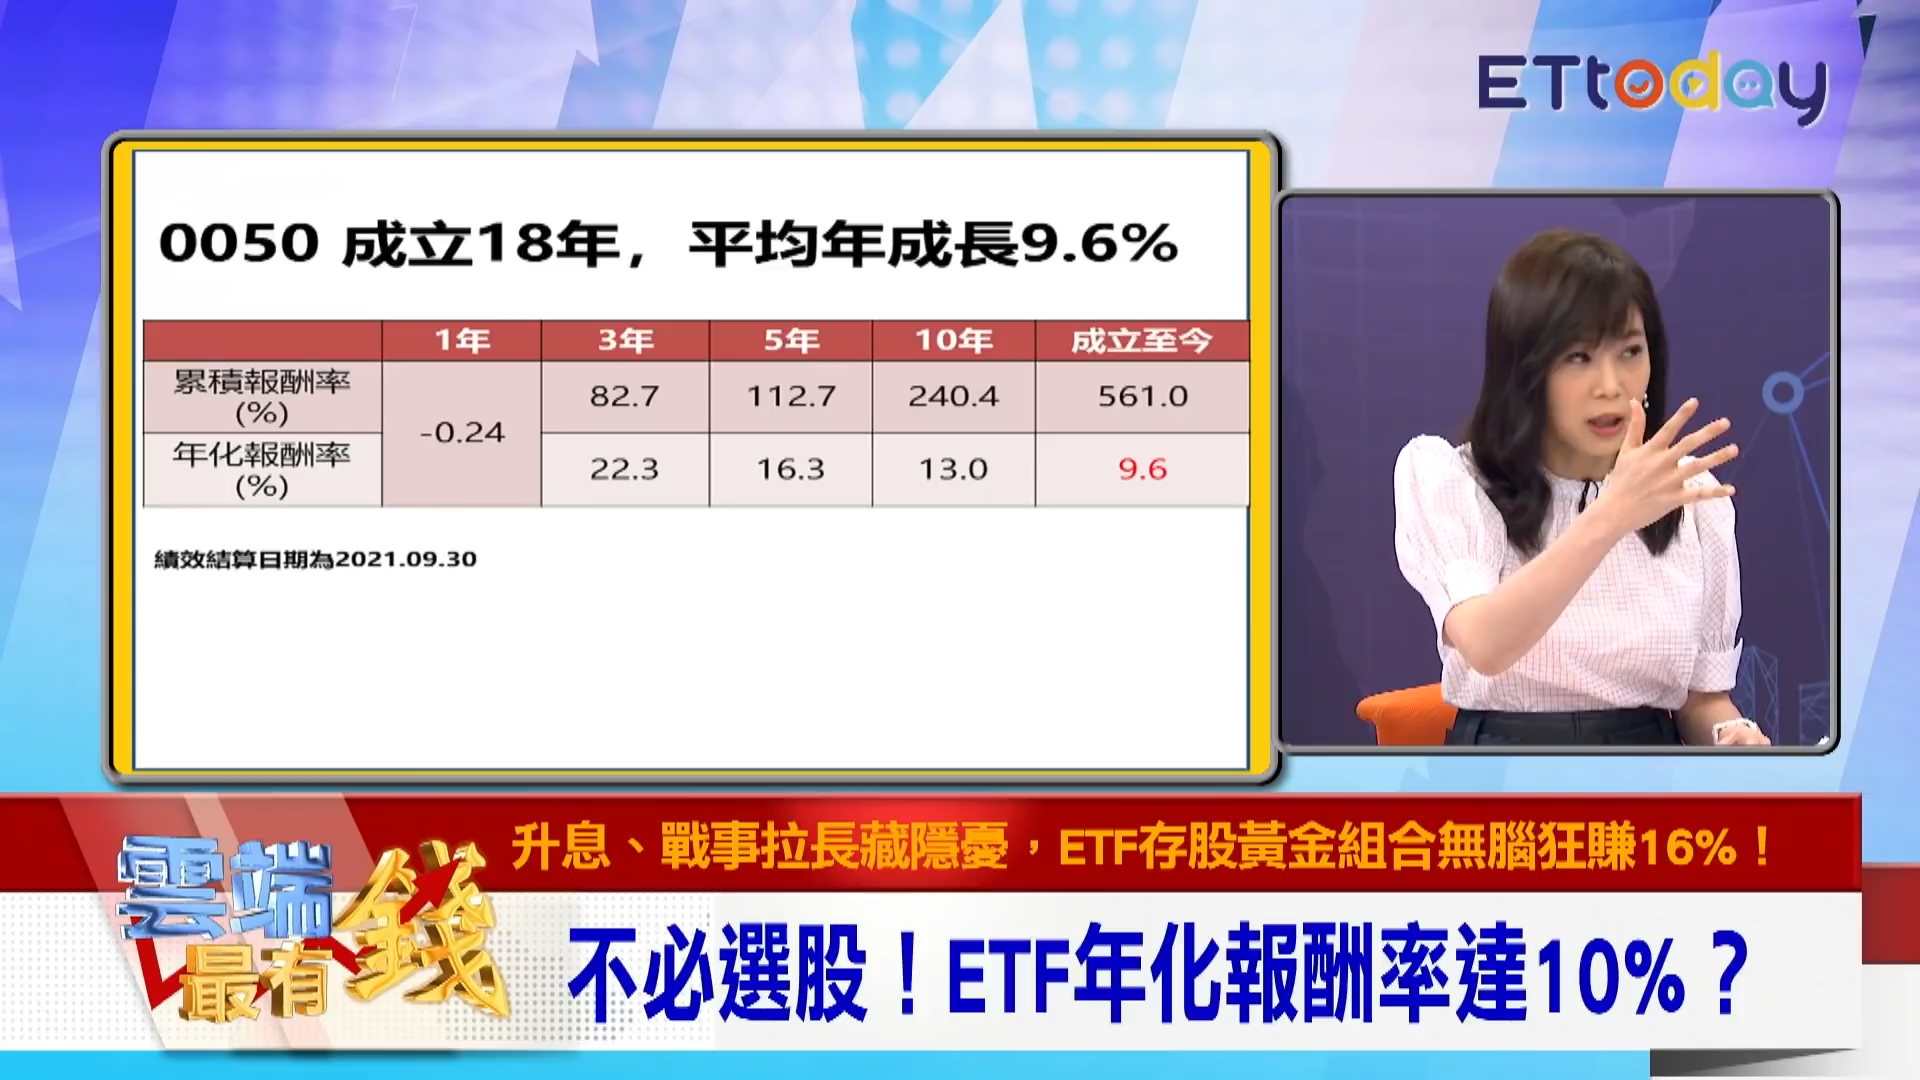 ETtoday
0050 成立18年，平均年成長9.6%
1年 3年 5年 10年 成立至今
累積報酬率(%) -0.24 82.7 112.7 240.4 561.0
年化報酬率(%) 22.3 16.3 13.0 9.6
績效結算日期為2021.09.30
升息、戰事拉長藏隱憂，ETF存股黃金組合無腦狂賺16%！
雲端最有錢
不必選股！ETF年化報酬率達10%？